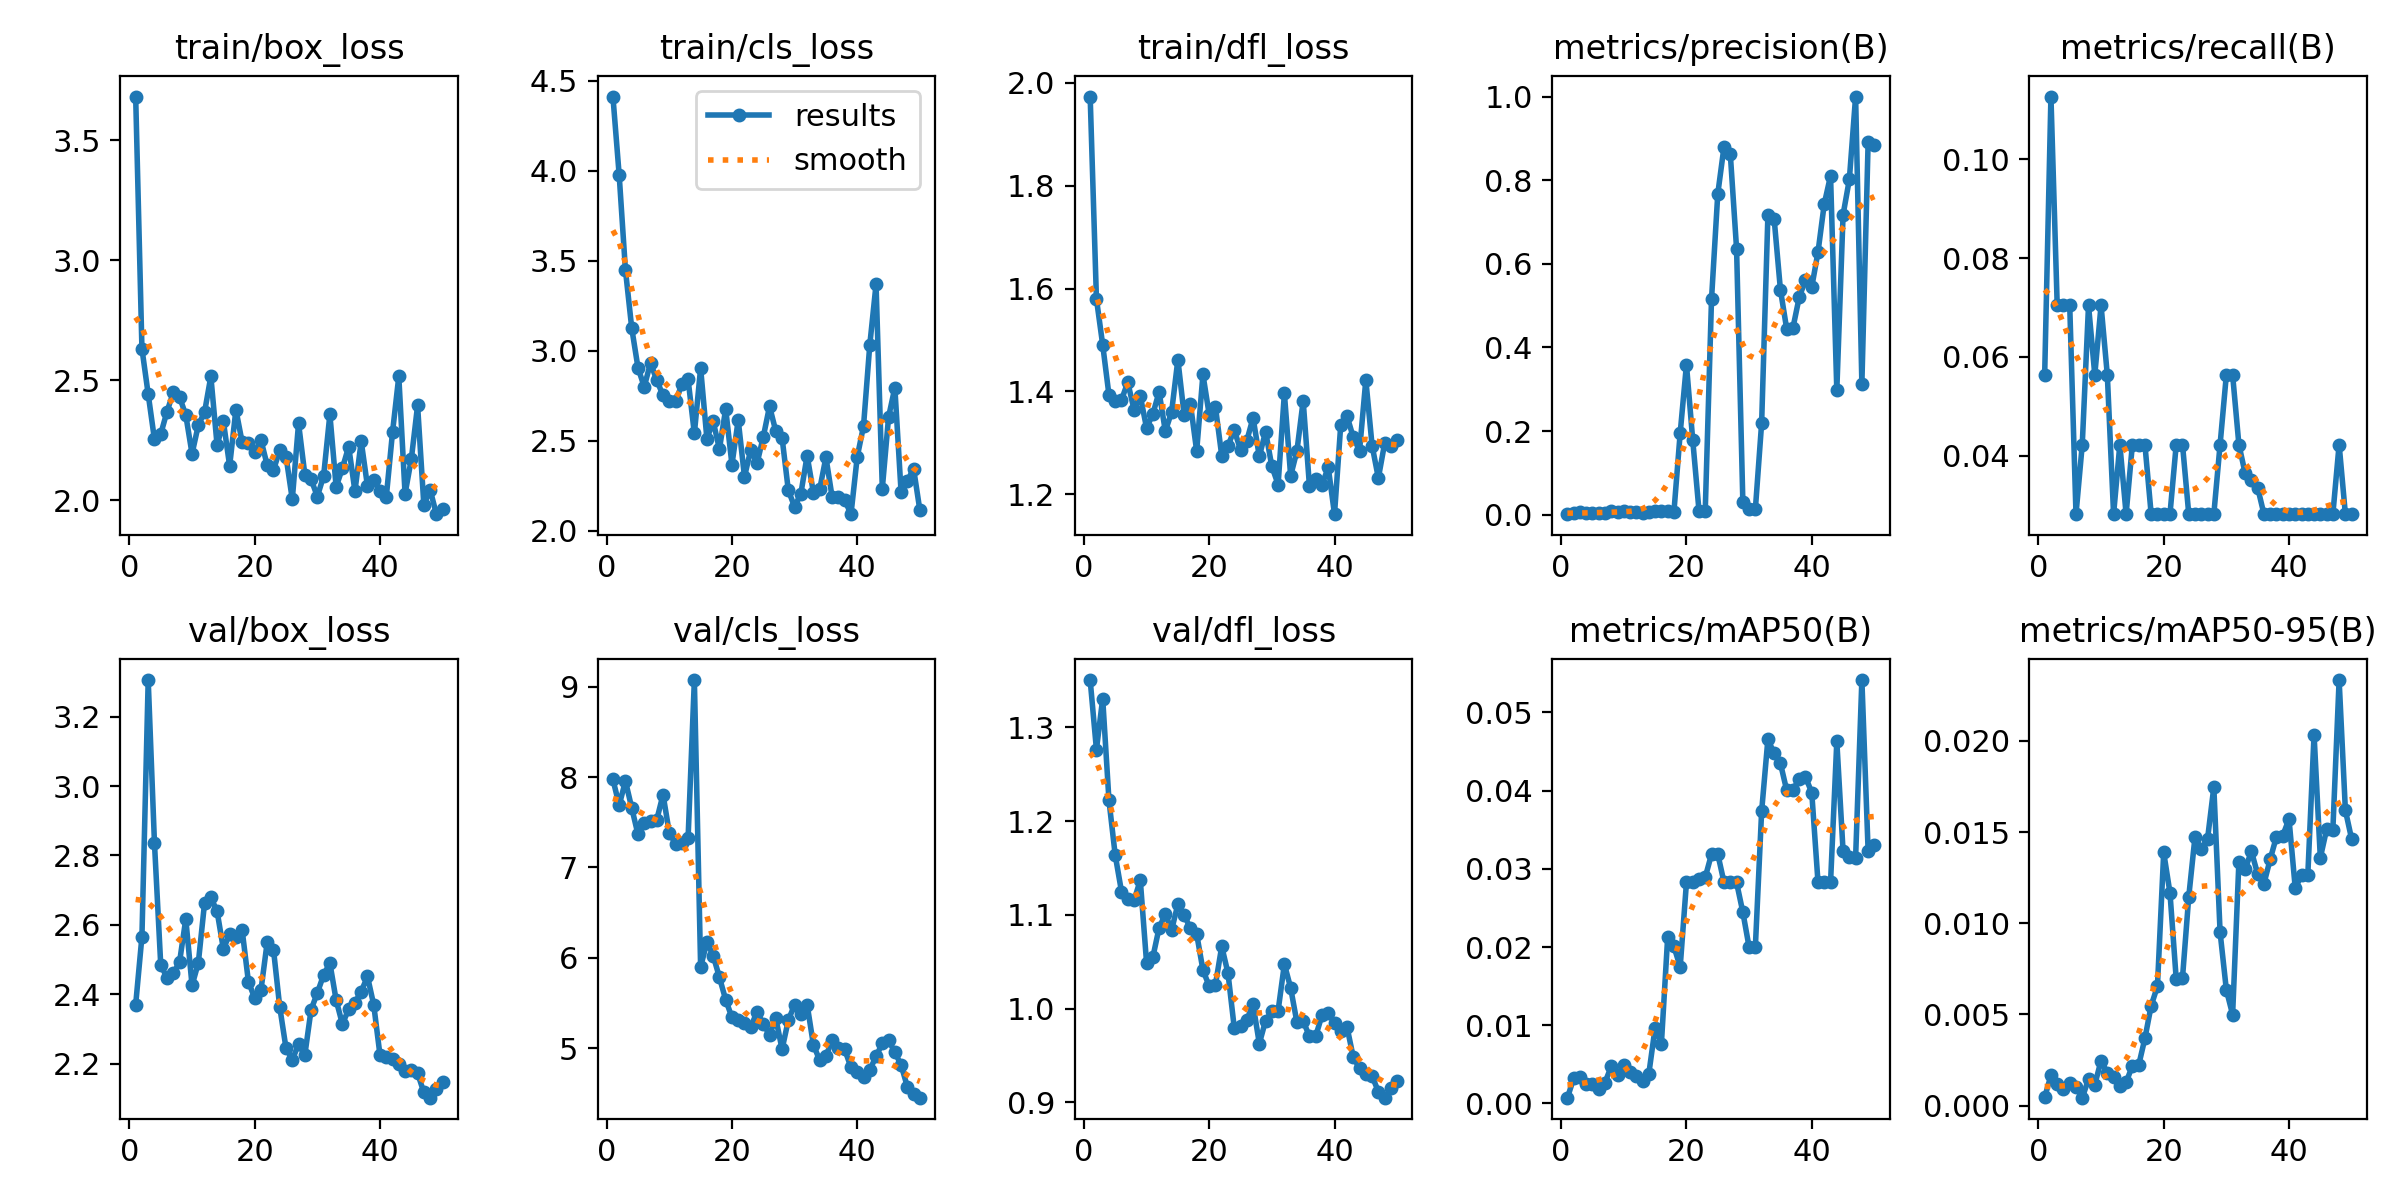 train/box_loss
3.5
3.0
2.5
2.0
0 20 40
train/cls_loss
results
smooth
4.5
4.0
3.5
3.0
2.5
2.0
0 20 40
train/dfl_loss
2.0
1.8
1.6
1.4
1.2
0 20 40
metrics/precision(B)
1.0
0.8
0.6
0.4
0.2
0.0
0 20 40
metrics/recall(B)
0.10
0.08
0.06
0.04
0 20 40
val/box_loss
3.2
3.0
2.8
2.6
2.4
2.2
0 20 40
val/cls_loss
9
8
7
6
5
0 20 40
val/dfl_loss
1.3
1.2
1.1
1.0
0.9
0 20 40
metrics/mAP50(B)
0.05
0.04
0.03
0.02
0.01
0.00
0 20 40
metrics/mAP50-95(B)
0.020
0.015
0.010
0.005
0.000
0 20 40